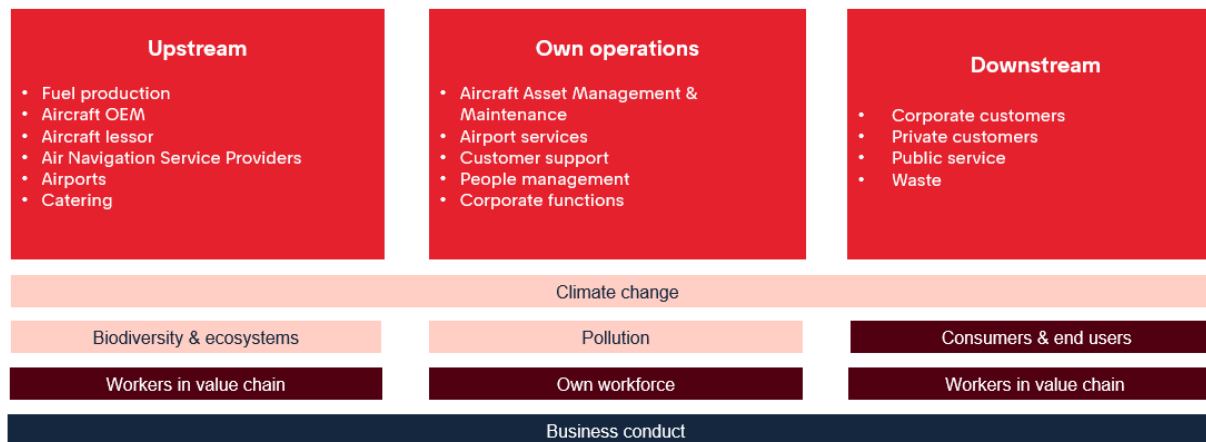 Upstream
• Fuel production
• Aircraft OEM
• Aircraft lessor
• Air Navigation Service Providers
• Airports
• Catering
Own operations
• Aircraft Asset Management &
Maintenance
• Airport services
• Customer support
• People management
• Corporate functions
Downstream
• Corporate customers
• Private customers
• Public service
• Waste
Climate change
Biodiversity & ecosystems
Pollution
Consumers & end users
Workers in value chain
Own workforce
Workers in value chain
Business conduct